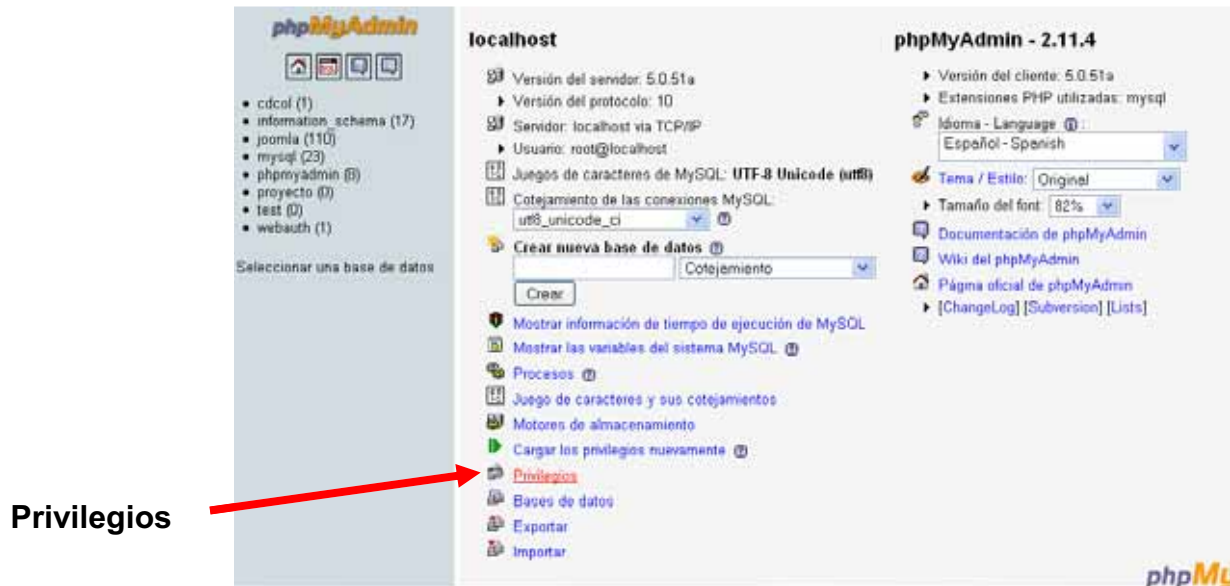 phpMyAdmin
cdcol (1)
information_schema (17)
joomla (110)
mysql (23)
phpmyadmin (8)
proyecto (0)
test (0)
webauth (1)
Seleccionar una base de datos
localhost
Versión del servidor: 5.0.51a
Versión del protocolo: 10
Servidor: localhost via TCP/IP
Usuario: root@localhost
Juegos de caracteres de MySQL: UTF-8 Unicode (utf8)
Cotejamiento de las conexiones MySQL:
utf8_unicode_ci
Crear nueva base de datos
Cotejamiento
Crear
Mostrar información de tiempo de ejecución de MySQL
Mostrar las variables del sistema MySQL
Procesos
Juego de caracteres y sus cotejamientos
Motores de almacenamiento
Cargar los privilegios nuevamente
Privilegios
Bases de datos
Exportar
Importar
phpMyAdmin - 2.11.4
Versión del cliente: 5.0.51a
Extensiones PHP utilizadas: mysql
Idioma - Language :
Español - Spanish
Tema / Estilo: Original
Tamaño del font: 82%
Documentación de phpMyAdmin
Wiki del phpMyAdmin
Página oficial de phpMyAdmin
[ChangeLog] [Subversion] [Lists]
Privilegios
phpMy